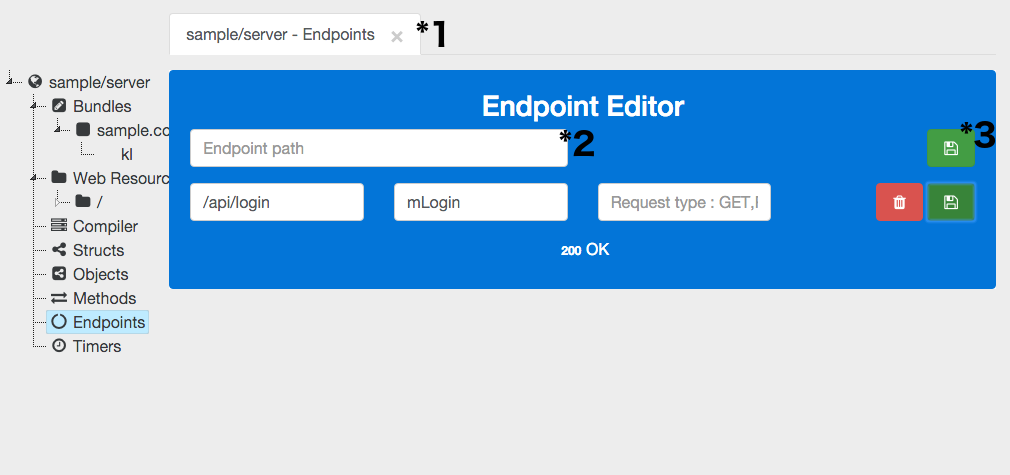 sample/server - Endpoints ×
*1
sample/server
Bundles
sample.co
kl
Web Resourc
/
Compiler
Structs
Objects
Methods
Endpoints
Timers
Endpoint Editor
Endpoint path
*2
*3
/api/login
mLogin
Request type : GET,
200 OK